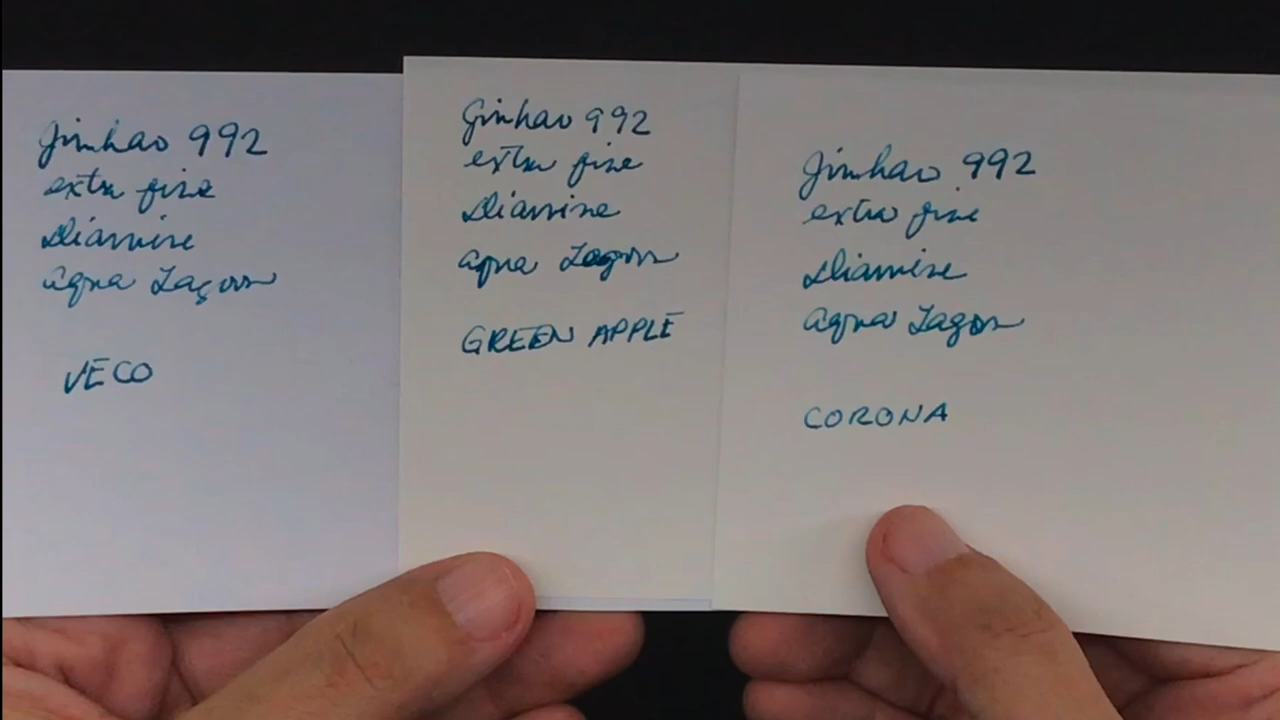 Jinhao 992
extra fine
Diamine
aqua Lagoon
VECO
Jinhao 992
extra fine
Diamine
aqua Lagoon
GREEN APPLE
Jinhao 992
extra fine
Diamine
aqua Lagoon
CORONA